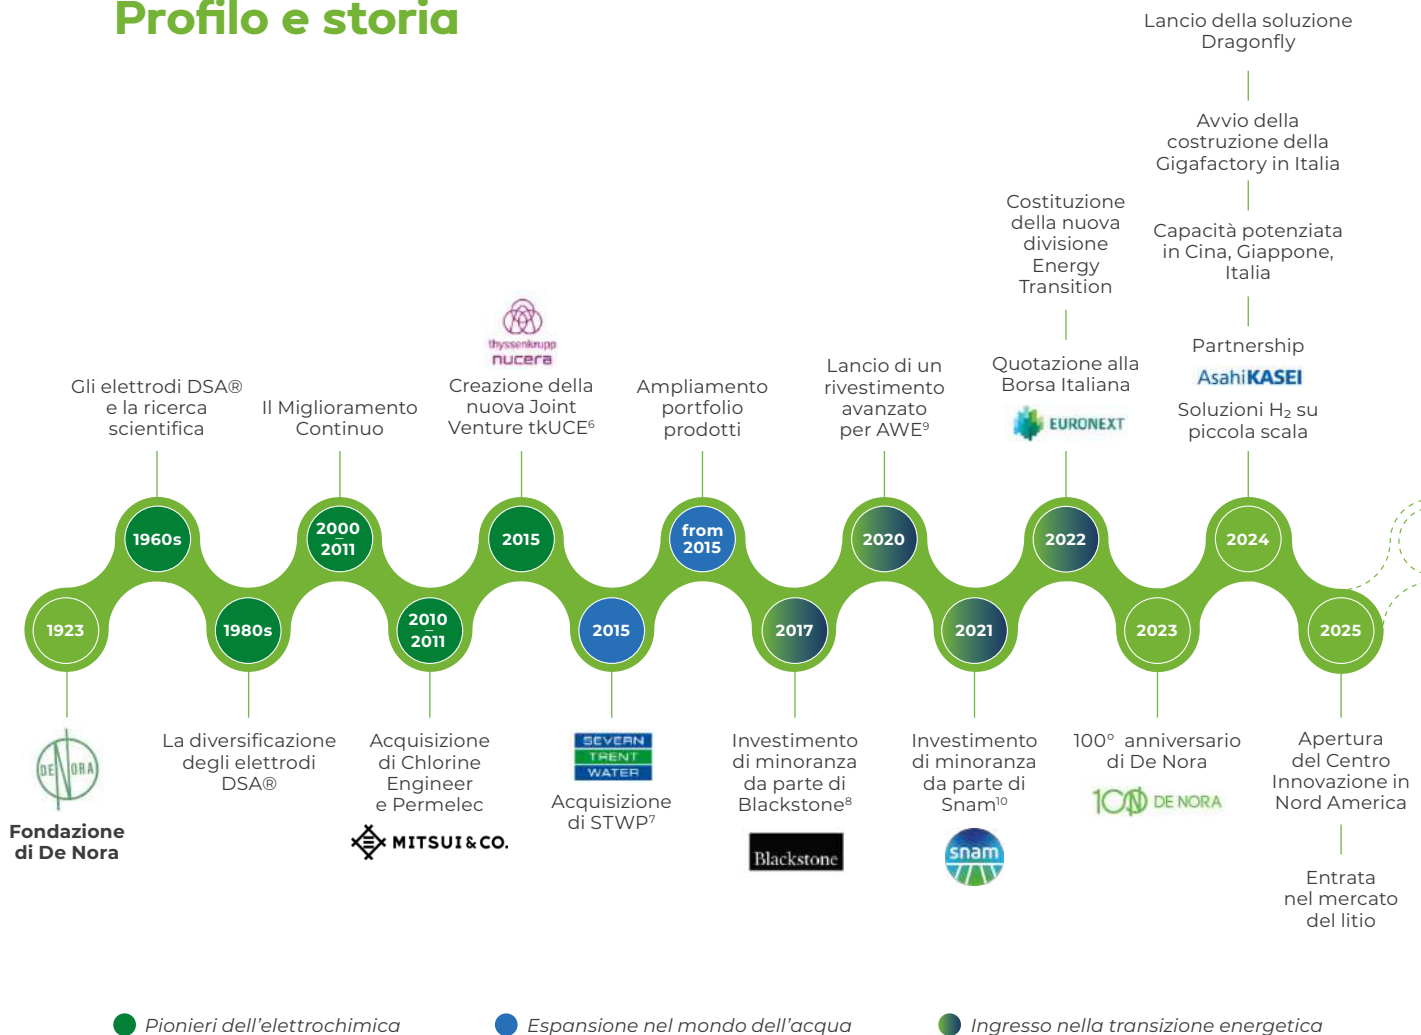 Profilo e storia
Lancio della soluzione
Dragonfly
Avvio della
costruzione della
Gigafactory in Italia
Capacità potenziata
in Cina, Giappone,
Italia
Partnership
AsahiKASEI
Soluzioni H₂ su
piccola scala
Costituzione
della nuova
divisione
Energy
Transition
Quotazione alla
Borsa Italiana
EURONEXT
Lancio di un
rivestimento
avanzato
per AWE⁹
Ampliamento
portfolio
prodotti
thyssenkrupp
nucera
Creazione della
nuova Joint
Venture tkUCE⁶
Il Miglioramento
Continuo
Gli elettrodi DSA®
e la ricerca
scientifica
1960s
2000
–
2011
2015
from
2015
2020
2022
2024
1923
1980s
2010
–
2011
2015
2017
2021
2023
2025
DE NORA
Fondazione
di De Nora
La diversificazione
degli elettrodi
DSA®
Acquisizione
di Chlorine
Engineer
e Permelec
MITSUI & CO.
SEVERN
TRENT
WATER
Acquisizione
di STWP⁷
Investimento
di minoranza
da parte di
Blackstone⁸
Blackstone
Investimento
di minoranza
da parte di
Snam¹⁰
snam
100° anniversario
di De Nora
100 DE NORA
Apertura
del Centro
Innovazione in
Nord America
Entrata
nel mercato
del litio
Pionieri dell'elettrochimica
Espansione nel mondo dell'acqua
Ingresso nella transizione energetica